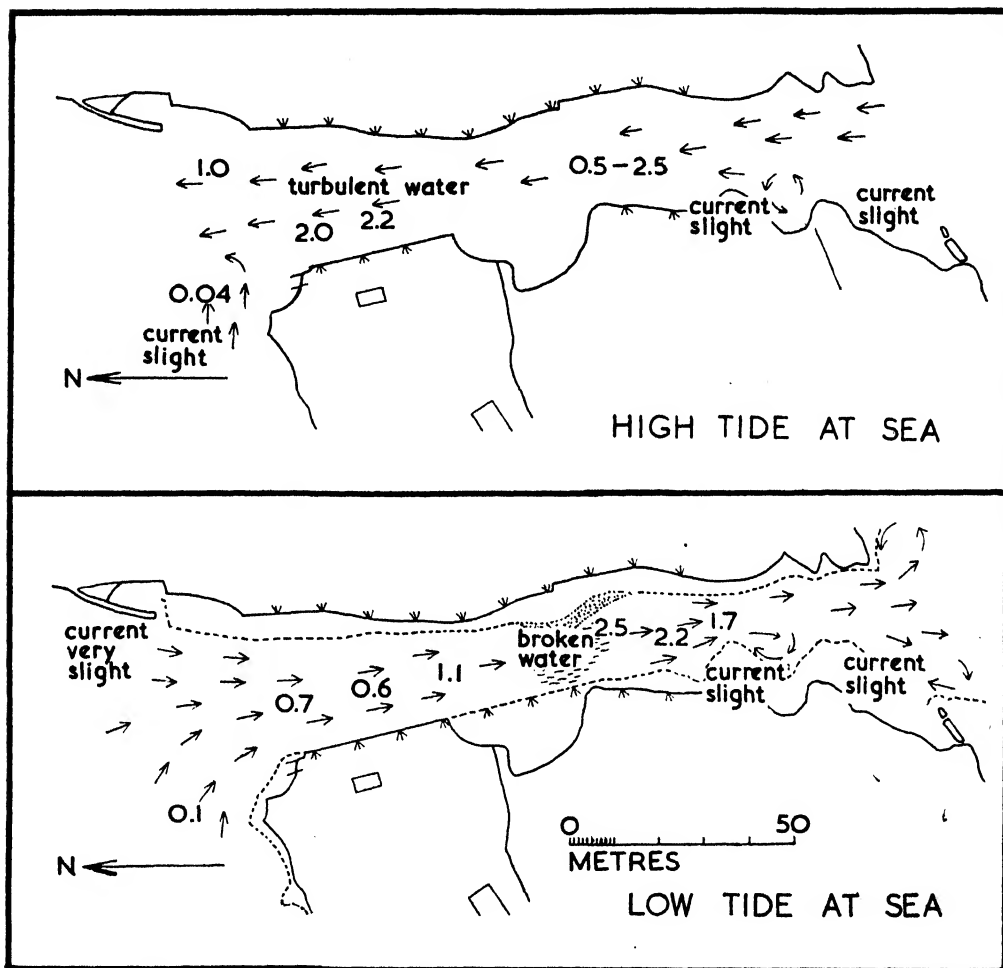 1.0
0.5–2.5
turbulent water
2.0
2.2
current
slight
current
slight
0.04
current
slight
N
HIGH TIDE AT SEA
current
very
slight
broken
water
2.5
2.2
1.7
1.1
0.6
0.7
current
slight
current
slight
0.1
N
0
50
METRES
LOW TIDE AT SEA